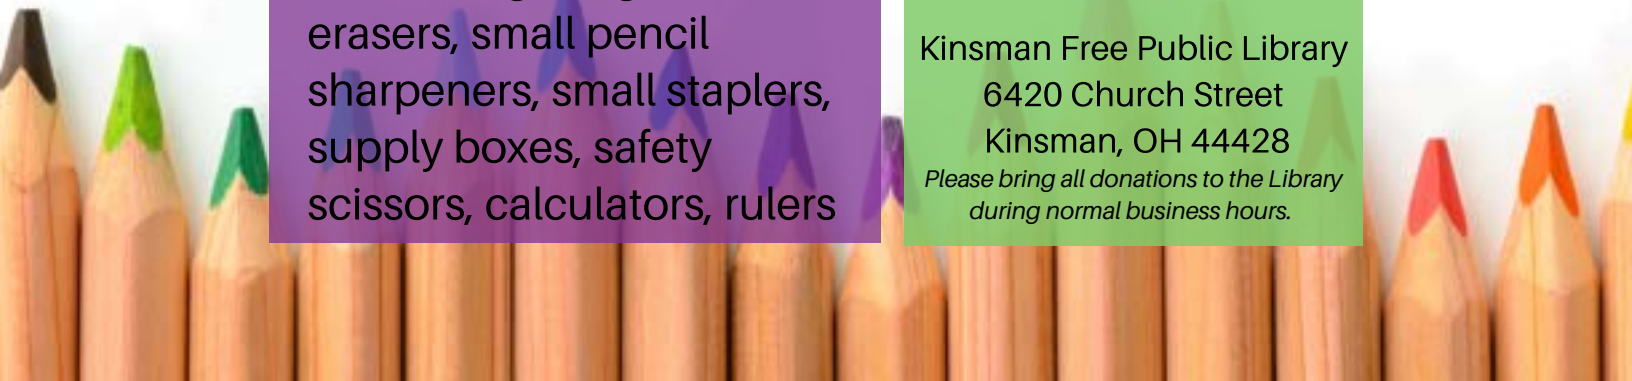 erasers, small pencil
sharpeners, small staplers,
supply boxes, safety
scissors, calculators, rulers
Kinsman Free Public Library
6420 Church Street
Kinsman, OH 44428
Please bring all donations to the Library
during normal business hours.